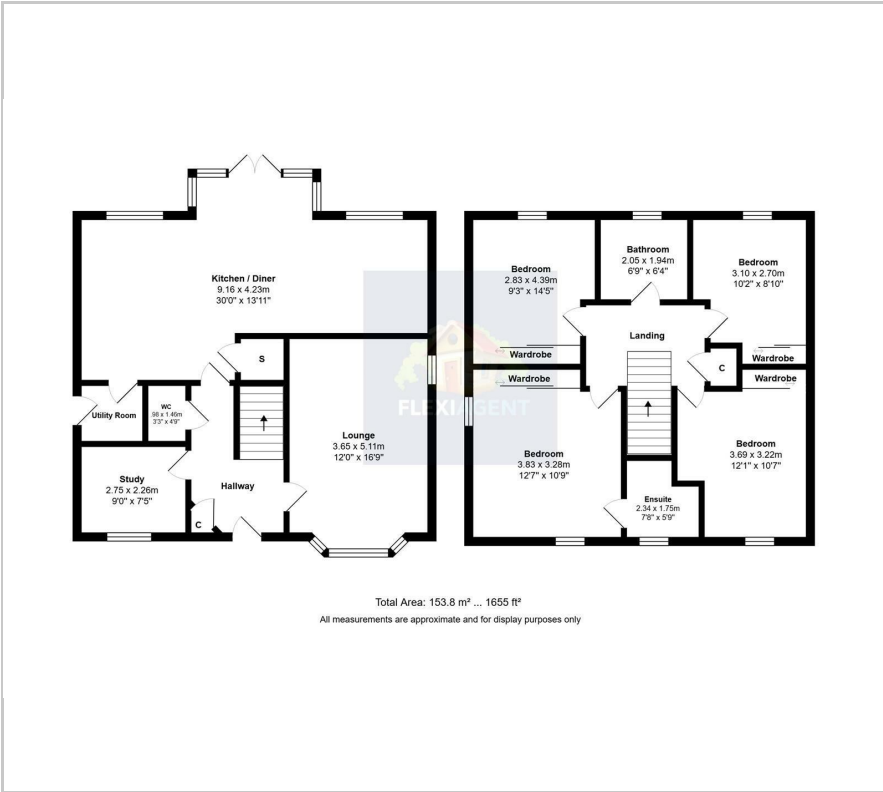 Kitchen / Diner
9.16 x 4.23m
30'0" x 13'11"
S
Utility Room
WC
.98 x 1.46m
3'3" x 4'9"
Lounge
3.65 x 5.11m
12'0" x 16'9"
Study
2.75 x 2.26m
9'0" x 7'5"
Hallway
C
Bedroom
2.83 x 4.39m
9'3" x 14'5"
Bathroom
2.05 x 1.94m
6'9" x 6'4"
Bedroom
3.10 x 2.70m
10'2" x 8'10"
Landing
Wardrobe
Wardrobe
C
Wardrobe
Wardrobe
FLEXIAGENT
Bedroom
3.83 x 3.28m
12'7" x 10'9"
Bedroom
3.69 x 3.22m
12'1" x 10'7"
Ensuite
2.34 x 1.75m
7'8" x 5'9"
Total Area: 153.8 m² ... 1655 ft²
All measurements are approximate and for display purposes only